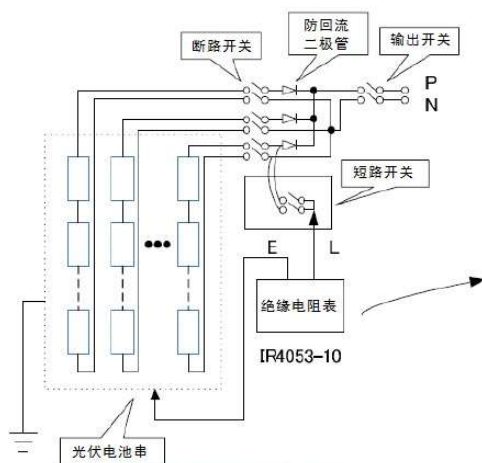 断路开关
防回流
二极管
输出开关
P
N
短路开关
E L
绝缘电阻表
IR4053-10
光伏电池串